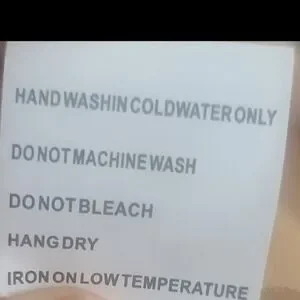 HAND WASH IN COLD WATER ONLY
DO NOT MACHINE WASH
DO NOT BLEACH
HANG DRY
IRON ON LOW TEMPERATURE